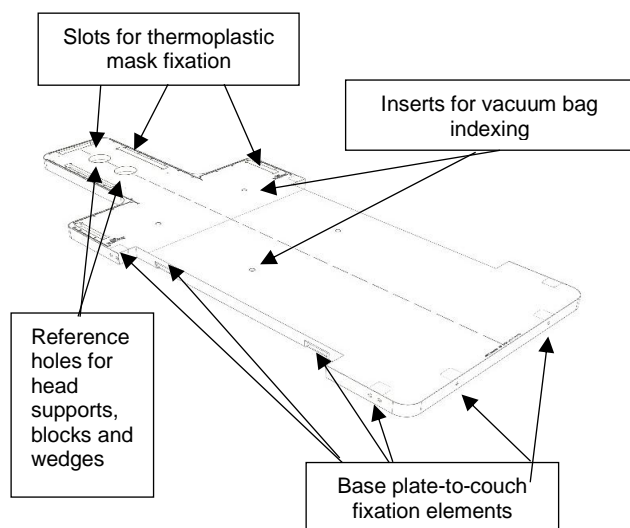 Slots for thermoplastic
mask fixation
Inserts for vacuum bag
indexing
Reference
holes for
head
supports,
blocks and
wedges
Base plate-to-couch
fixation elements